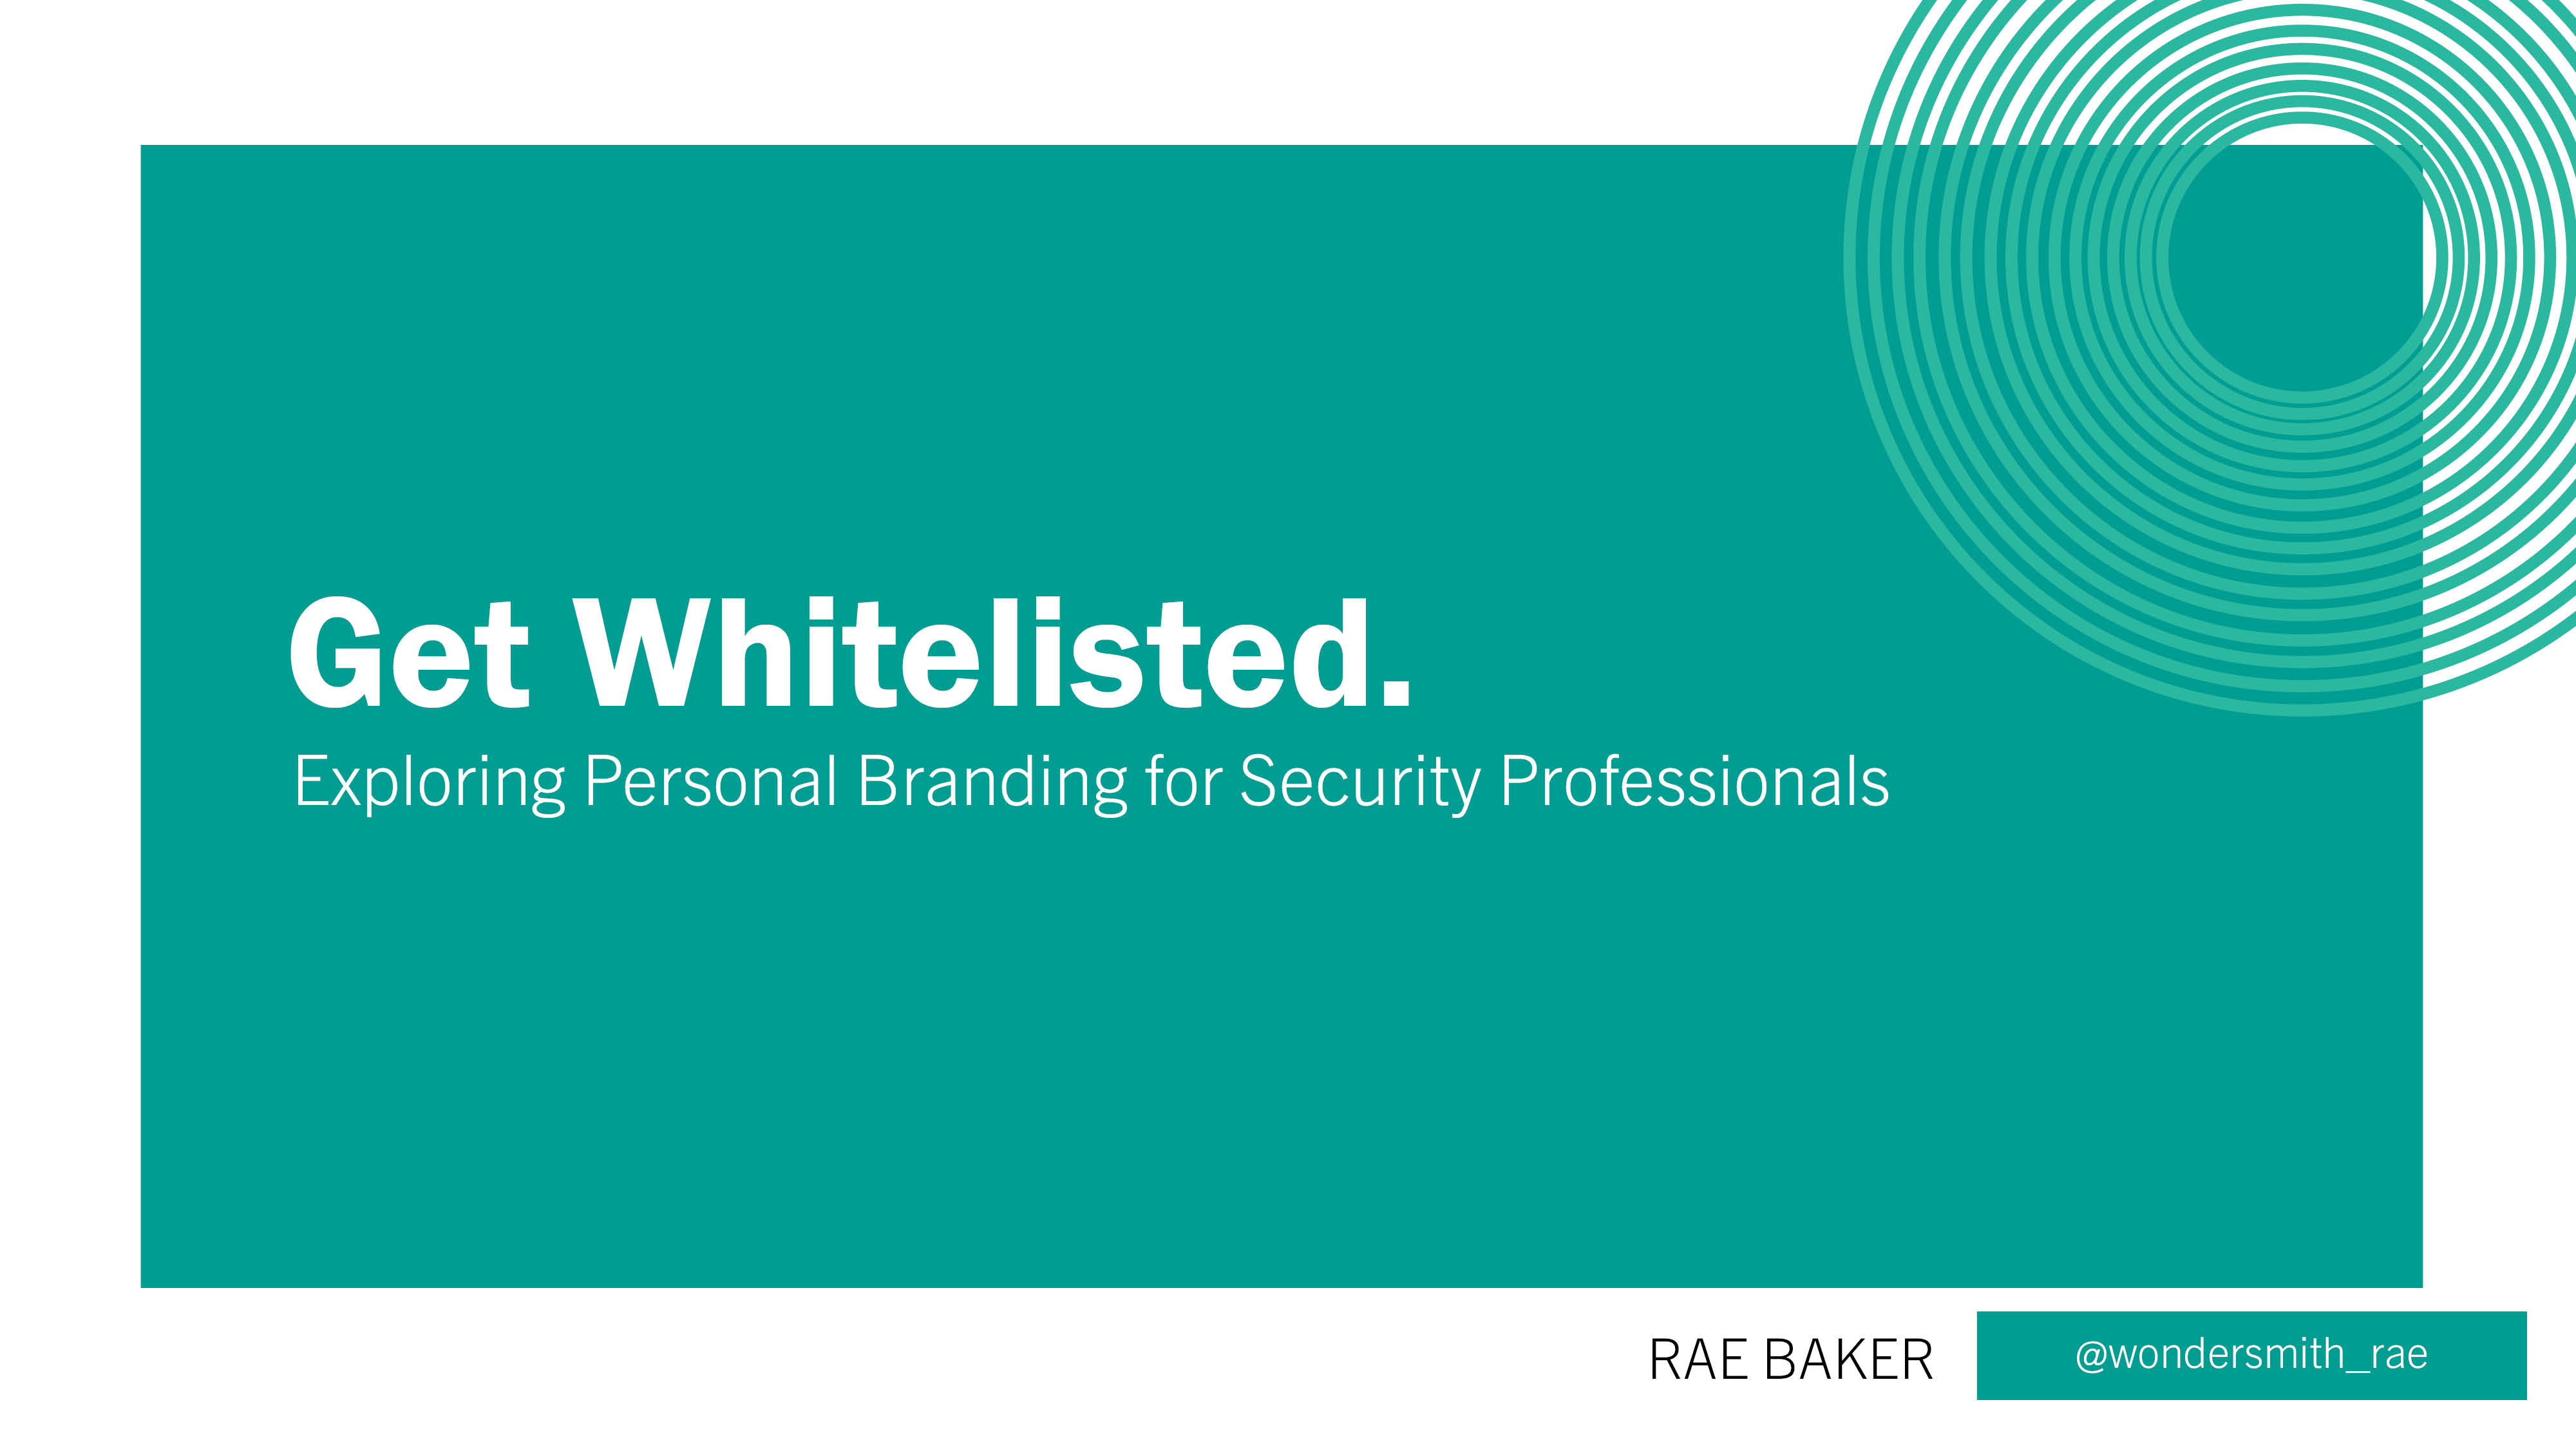 Get Whitelisted.
Exploring Personal Branding for Security Professionals
RAE BAKER
@wondersmith_rae